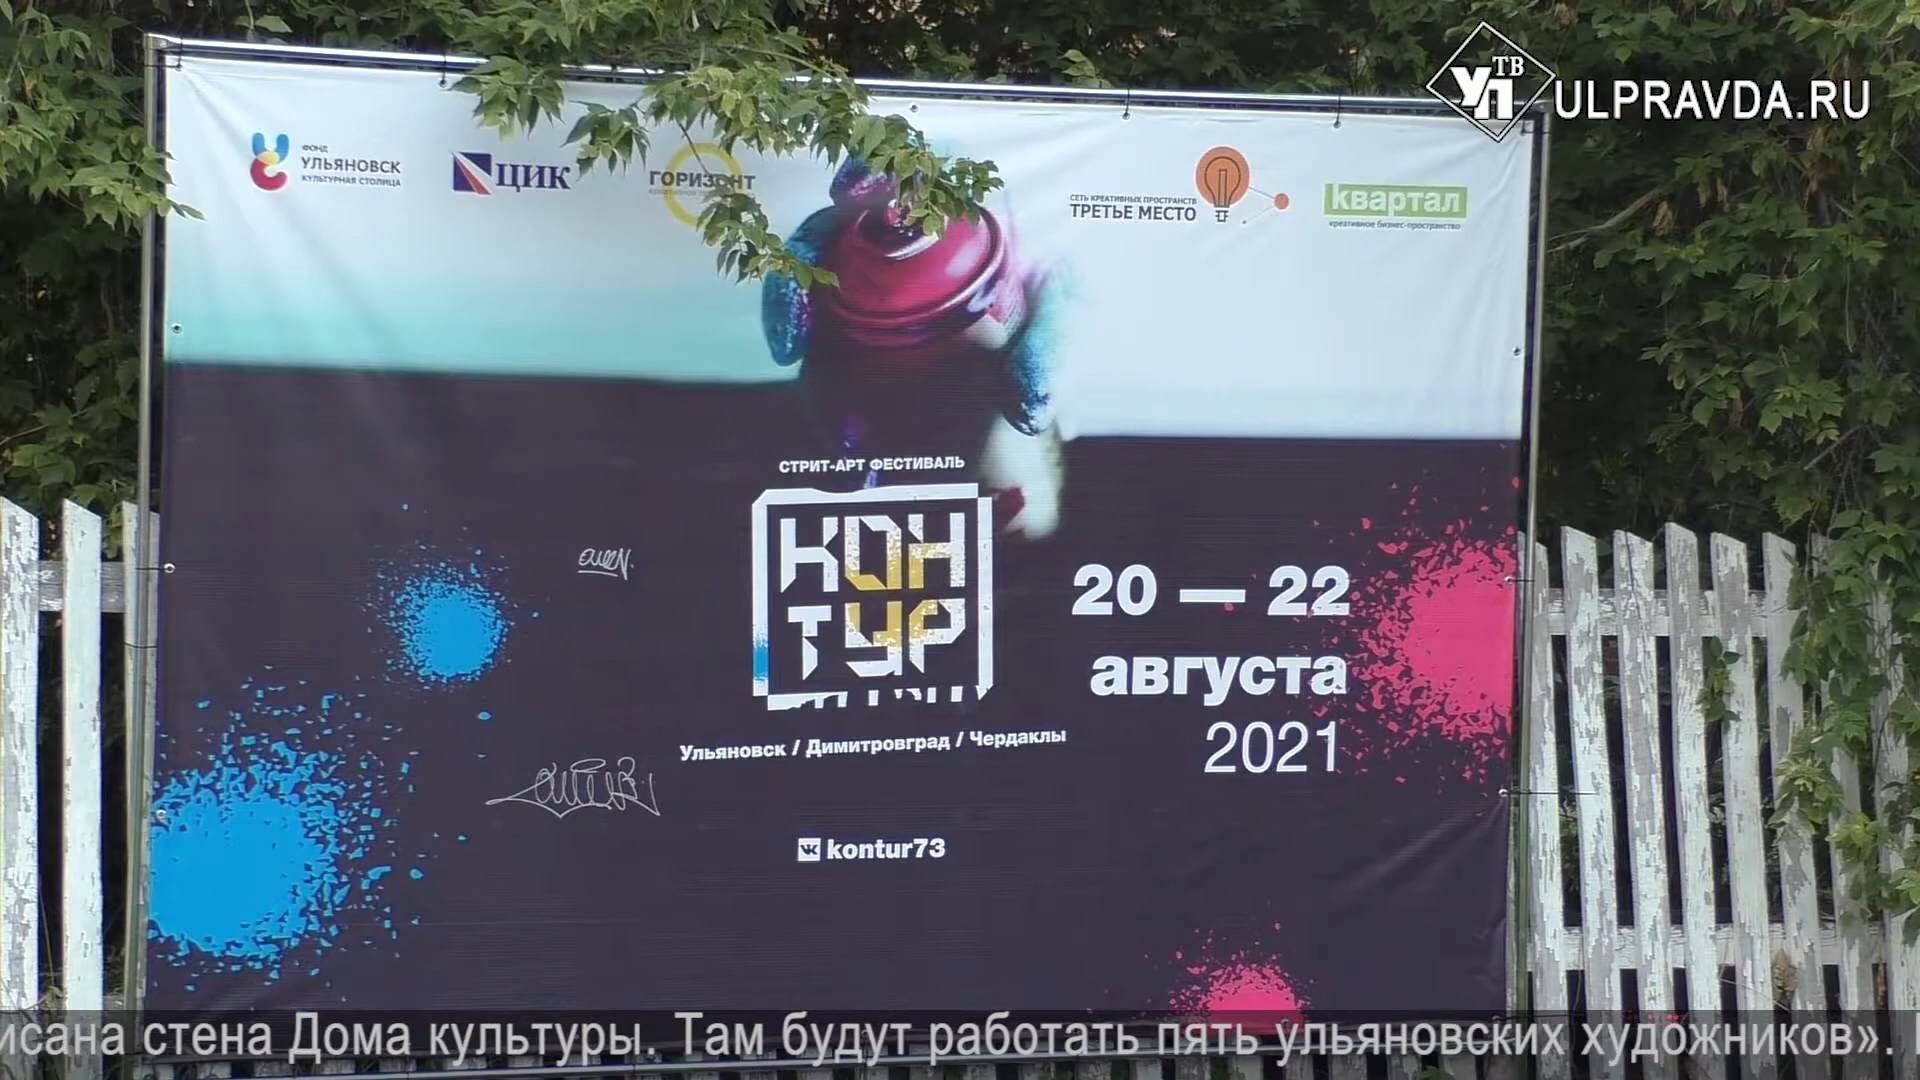 ТВ
УП
ULPRAVDA.RU
ФОНД
УЛЬЯНОВСК
КУЛЬТУРНАЯ СТОЛИЦА
ЦИК
ГОРИЗОНТ
СЕТЬ КРЕАТИВНЫХ ПРОСТРАНСТВ
ТРЕТЬЕ МЕСТО
квартал
креативное бизнес-пространство
СТРИТ-АРТ ФЕСТИВАЛЬ
КОН
ТУР
20 — 22
августа
2021
Ульяновск / Димитровград / Чердаклы
kontur73
исана стена Дома культуры. Там будут работать пять ульяновских художников».